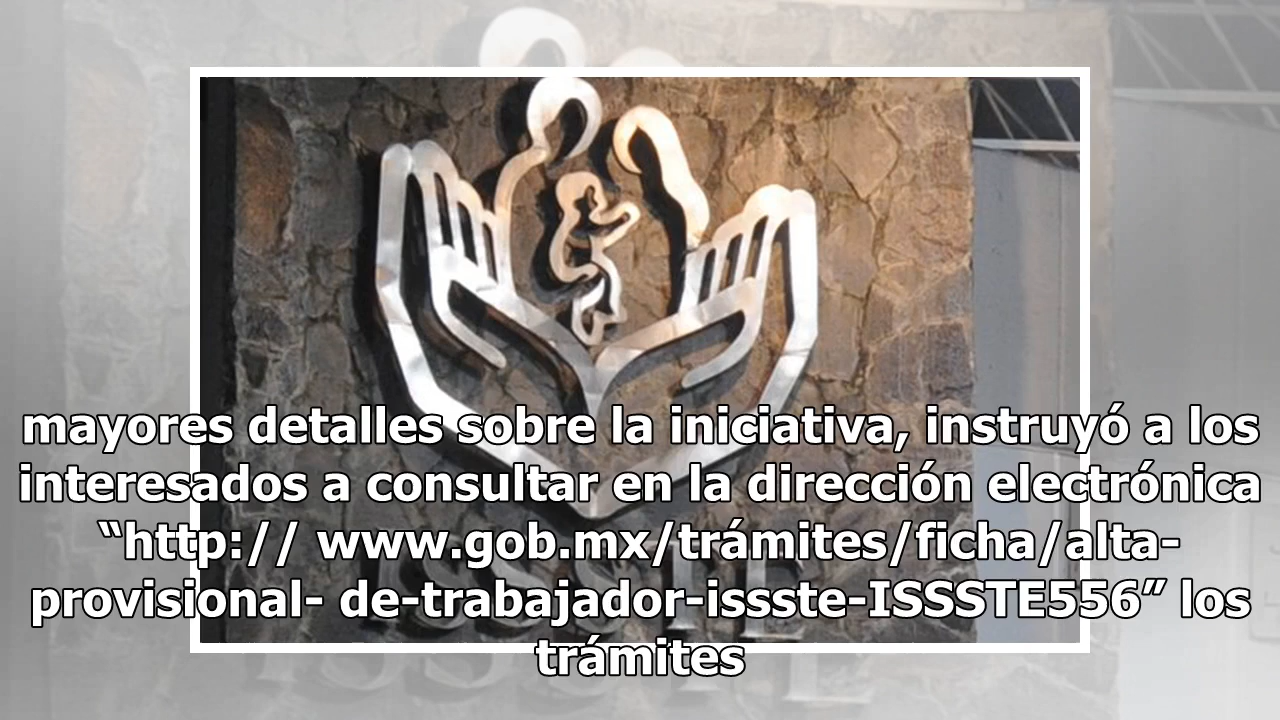 mayores detalles sobre la iniciativa, instruyó a los
interesados a consultar en la dirección electrónica
“http:// www.gob.mx/trámites/ficha/alta-
provisional- de-trabajador-issste-ISSSTE556” los
trámites
ISSSTE